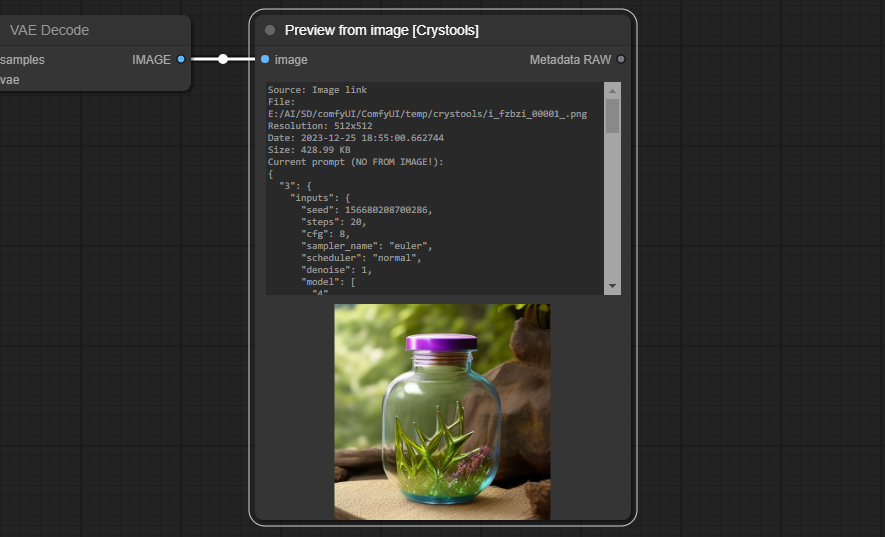 VAE Decode
samples
IMAGE
vae
Preview from image [Crystools]
image
Metadata RAW
Source: Image link
File:
E:/AI/SD/comfyUI/ComfyUI/temp/crystools/i_fzbzi_00001_.png
Resolution: 512x512
Date: 2023-12-25 18:55:00.662744
Size: 428.99 KB
Current prompt (NO FROM IMAGE!):
{
"3": {
"inputs": {
"seed": 156680208700286,
"steps": 20,
"cfg": 8,
"sampler_name": "euler",
"scheduler": "normal",
"denoise": 1,
"model": [
"4"